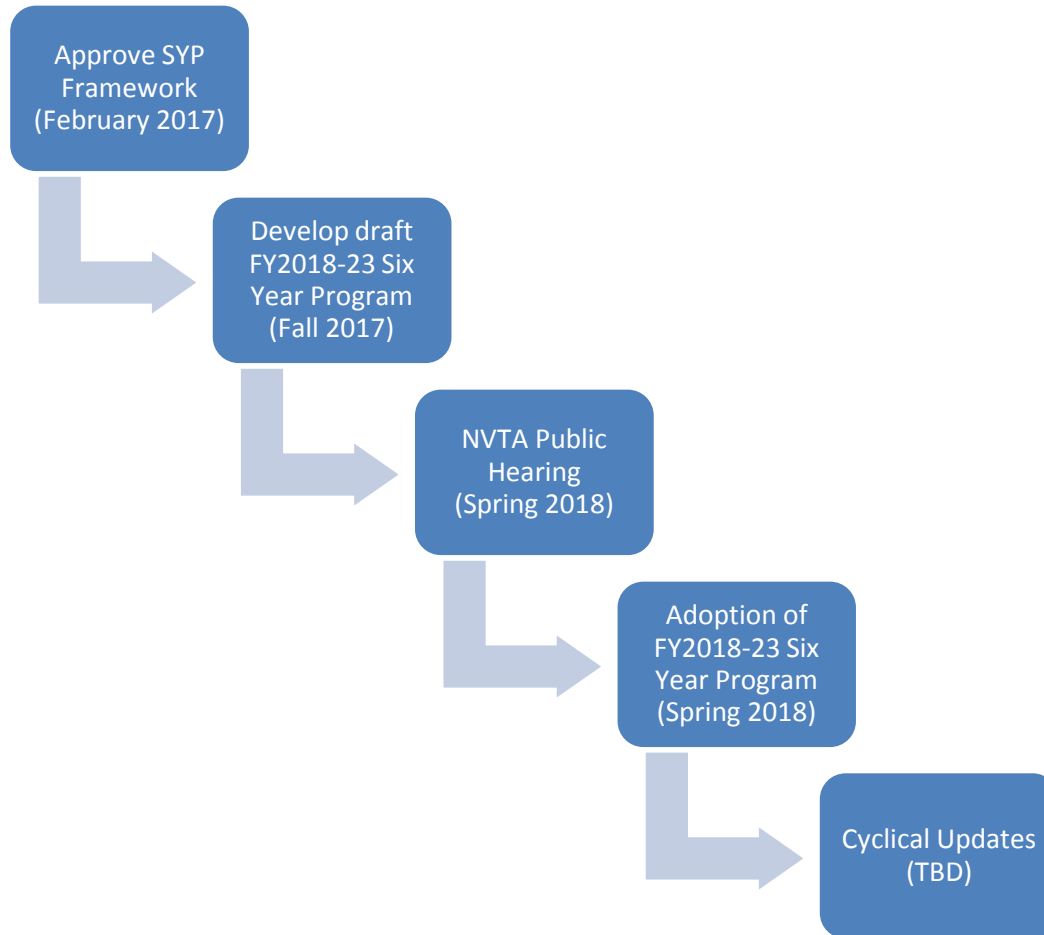 Approve SYP
Framework
(February 2017)
Develop draft
FY2018-23 Six
Year Program
(Fall 2017)
NVTA Public
Hearing
(Spring 2018)
Adoption of
FY2018-23 Six
Year Program
(Spring 2018)
Cyclical Updates
(TBD)